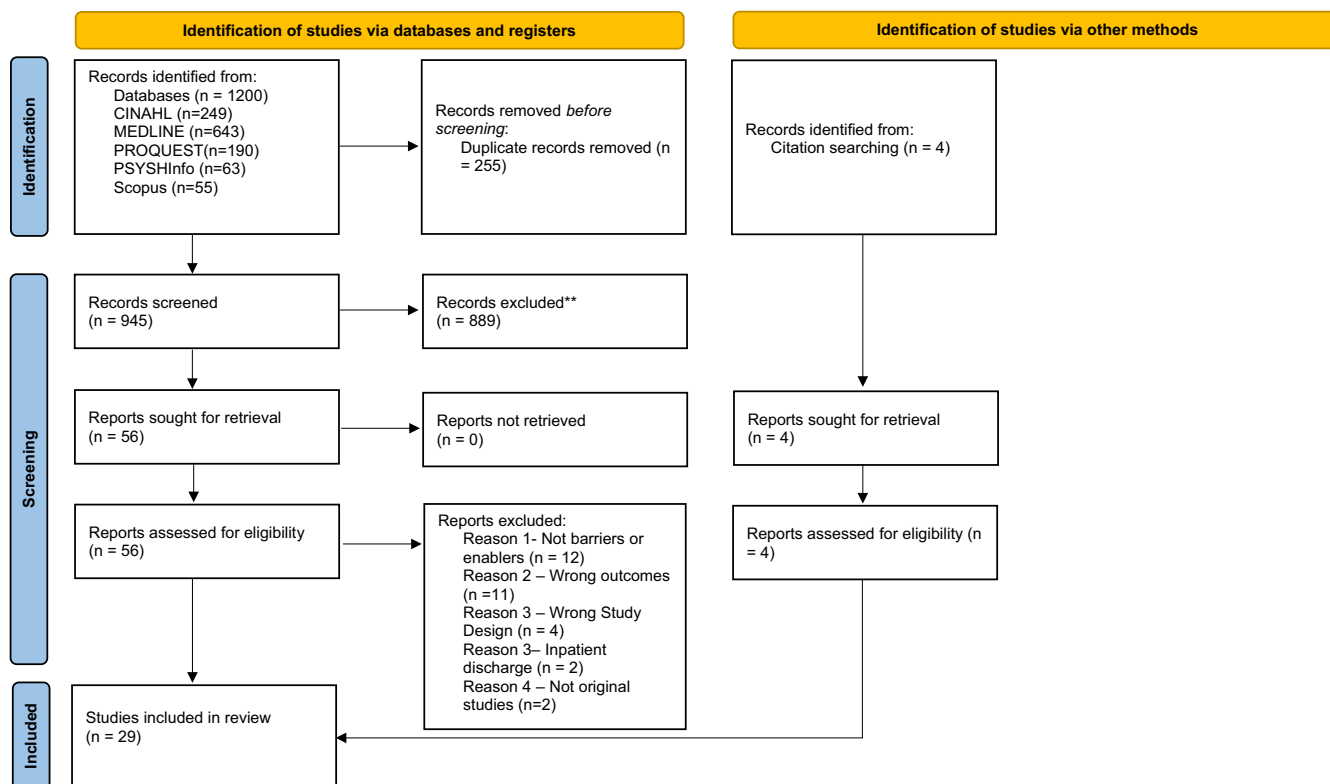 Identification of studies via databases and registers
Identification of studies via other methods
Identification
Records identified from:
Databases (n = 1200)
CINAHL (n=249)
MEDLINE (n=643)
PROQUEST(n=190)
PSYSHInfo (n=63)
Scopus (n=55)
Records removed before
screening:
Duplicate records removed (n
= 255)
Records identified from:
Citation searching (n = 4)
Screening
Records screened
(n = 945)
Records excluded**
(n = 889)
Reports sought for retrieval
(n = 56)
Reports not retrieved
(n = 0)
Reports sought for retrieval
(n = 4)
Reports assessed for eligibility
(n = 56)
Reports excluded:
Reason 1- Not barriers or
enablers (n = 12)
Reason 2 – Wrong outcomes
(n =11)
Reason 3 – Wrong Study
Design (n = 4)
Reason 3– Inpatient
discharge (n = 2)
Reason 4 – Not original
studies (n=2)
Reports assessed for eligibility (n
= 4)
Included
Studies included in review
(n = 29)